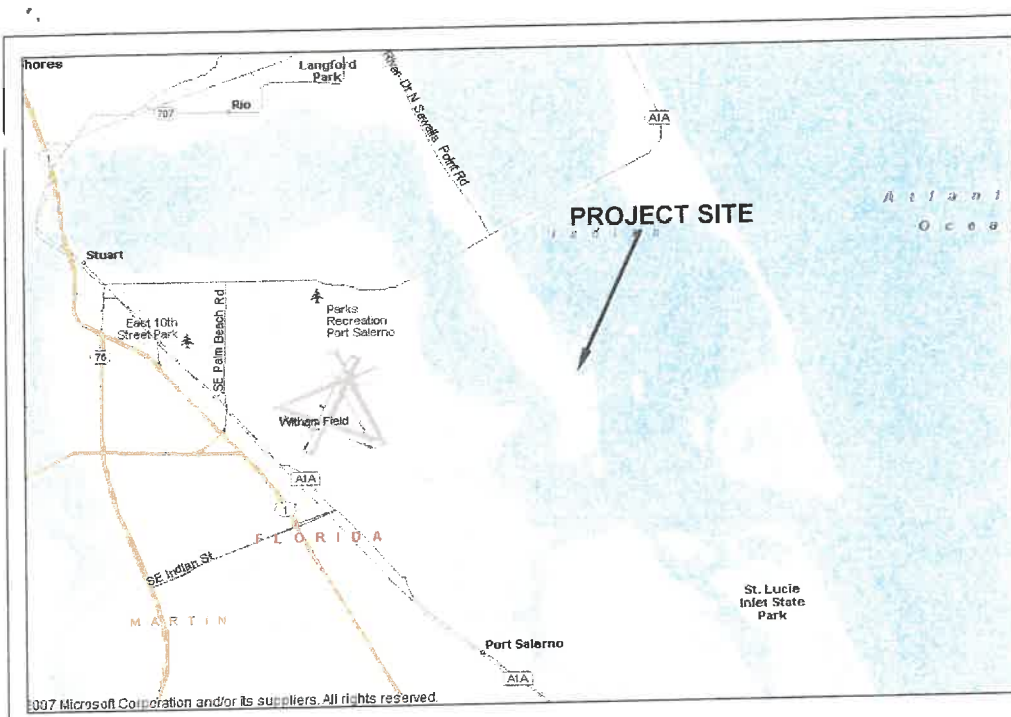 hores
Langford
Park
707
Rio
River Dr N Sewalls Point Rd
A1A
PROJECT SITE
Indian
Atlant
Ocea
Stuart
East 10th
Street Park
76
SE Palm Beach Rd
Parks
Recreation
Port Salerno
Witham Field
A1A
1
FLORIDA
SE Indian St
MARTIN
St. Lucie
Inlet State
Park
Port Salerno
A1A
2007 Microsoft Corporation and/or its suppliers. All rights reserved.